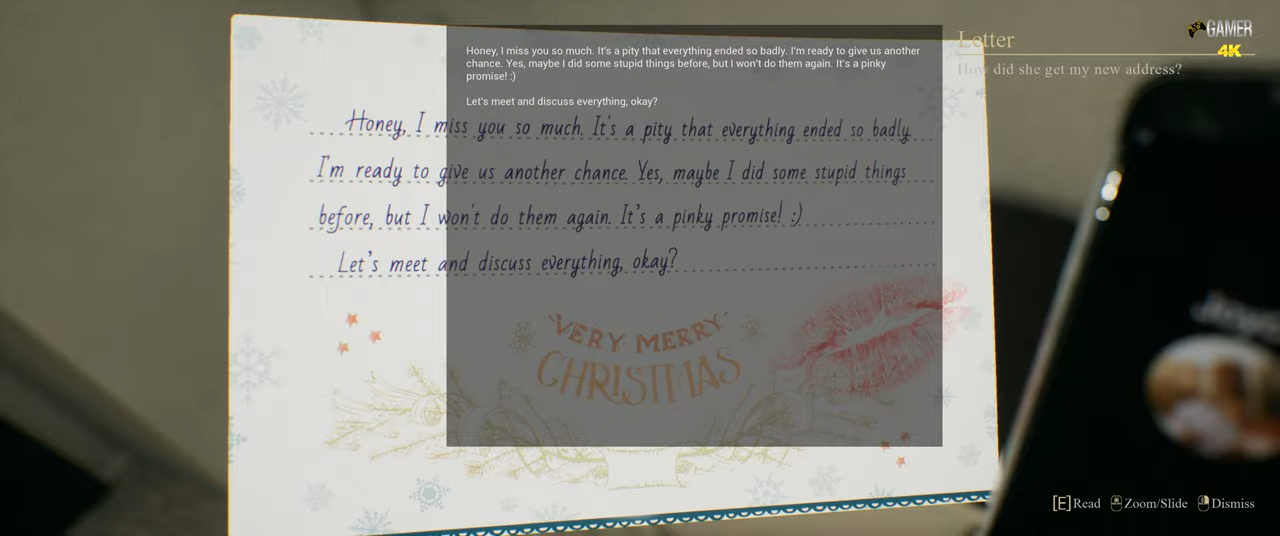 Honey, I miss you so much. It's a pity that everything ended so badly. I'm ready to give us another
chance. Yes, maybe I did some stupid things before, but I won't do them again. It's a pinky
promise! :)
Let's meet and discuss everything, okay?
Letter
How did she get my new address?
GAMER
4K
Honey, I miss you so much. It's a pity that everything ended so badly.
I'm ready to give us another chance. Yes, maybe I did some stupid things
before, but I won't do them again. It's a pinky promise! :)
Let's meet and discuss everything, okay?
VERY MERRY
CHRISTMAS
[E]Read Zoom/Slide Dismiss